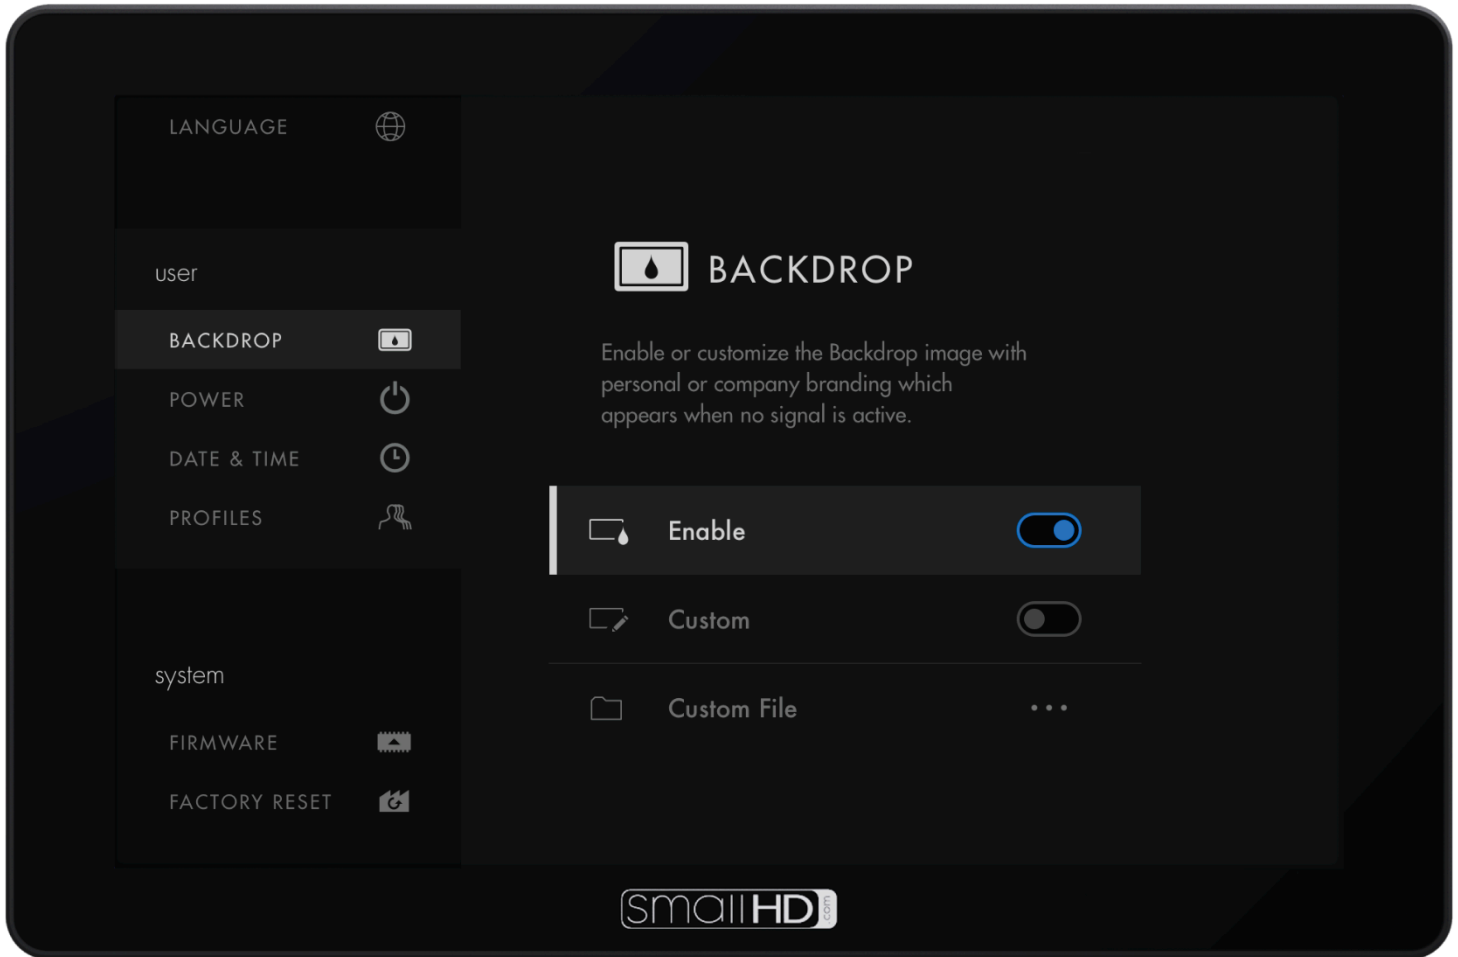 LANGUAGE
user
BACKDROP
POWER
DATE & TIME
PROFILES
system
FIRMWARE
FACTORY RESET
BACKDROP
Enable or customize the Backdrop image with
personal or company branding which
appears when no signal is active.
Enable
Custom
Custom File
smallHD.com